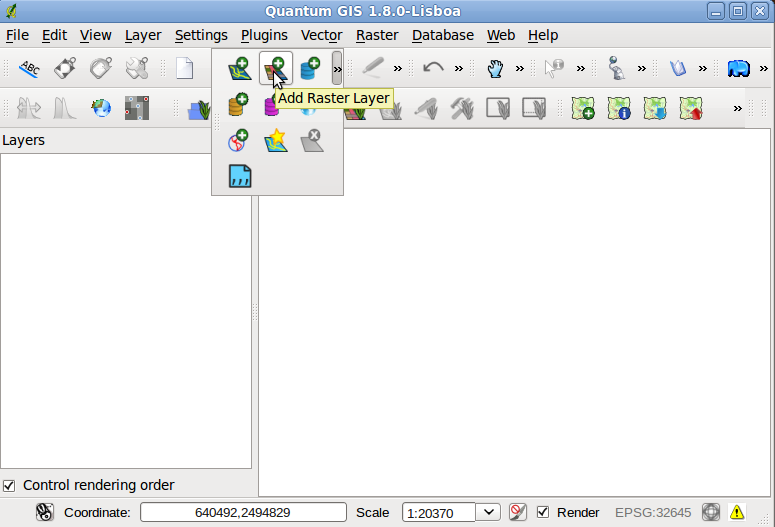 Quantum GIS 1.8.0-Lisboa
File Edit View Layer Settings Plugins Vector Raster Database Web Help
ABC
Add Raster Layer
Layers
Control rendering order
Coordinate: 640492,2494829 Scale 1:20370 Render EPSG:32645